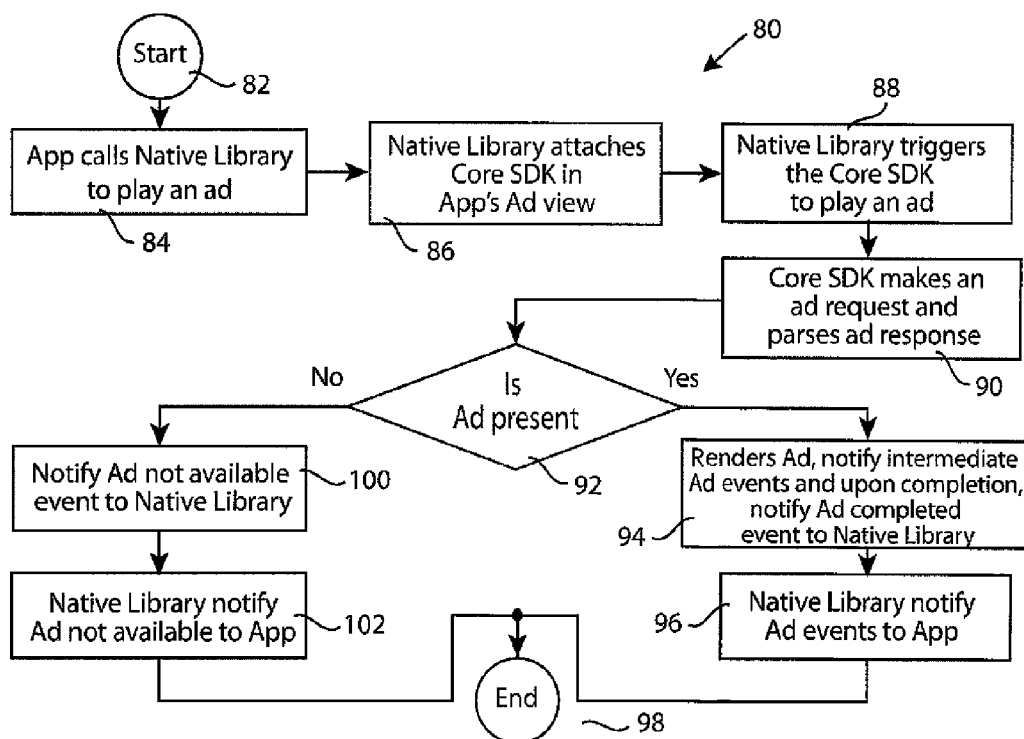 Start
82
80
App calls Native Library
to play an ad
84
Native Library attaches
Core SDK in
App's Ad view
86
88
Native Library triggers
the Core SDK
to play an ad
Core SDK makes an
ad request and
parses ad response
90
Is
Ad present
92
No
Yes
Notify Ad not available
event to Native Library
100
Renders Ad, notify intermediate
Ad events and upon completion,
notify Ad completed
event to Native Library
94
Native Library notify
Ad not available to App
102
Native Library notify
Ad events to App
96
End
98